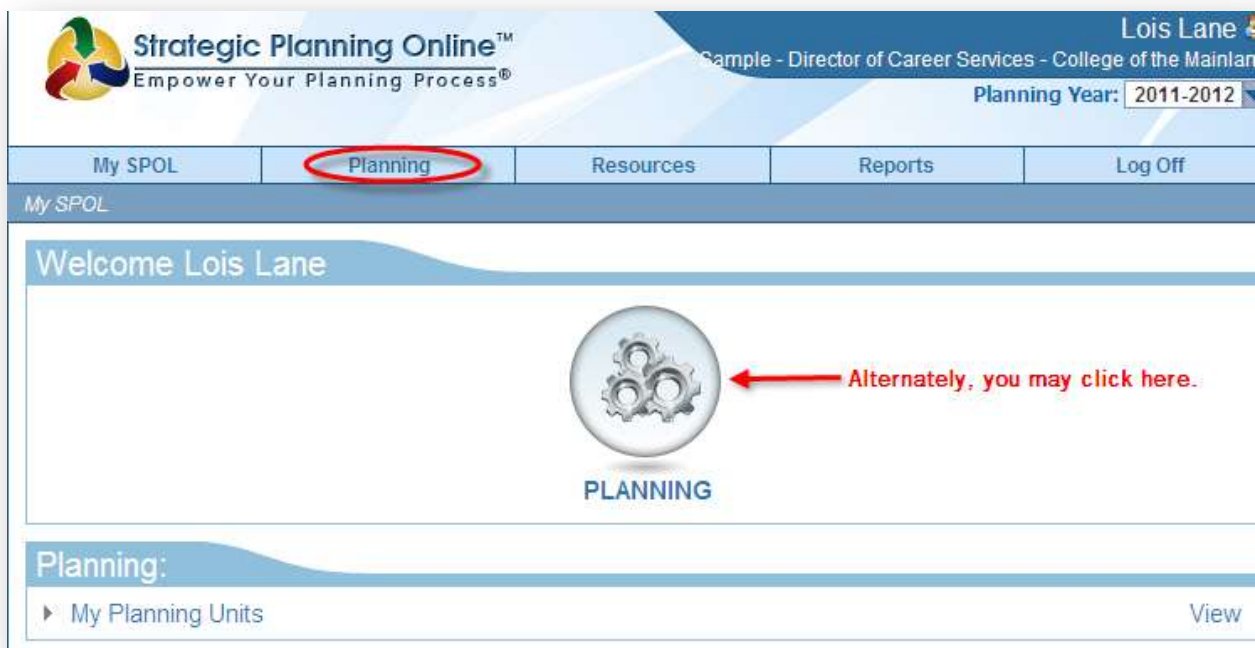 Strategic Planning Online™
Empower Your Planning Process®
Lois Lane
Sample - Director of Career Services - College of the Mainlan
Planning Year: 2011-2012
My SPOL Planning Resources Reports Log Off
My SPOL
Welcome Lois Lane
Alternately, you may click here.
PLANNING
Planning:
My Planning Units View